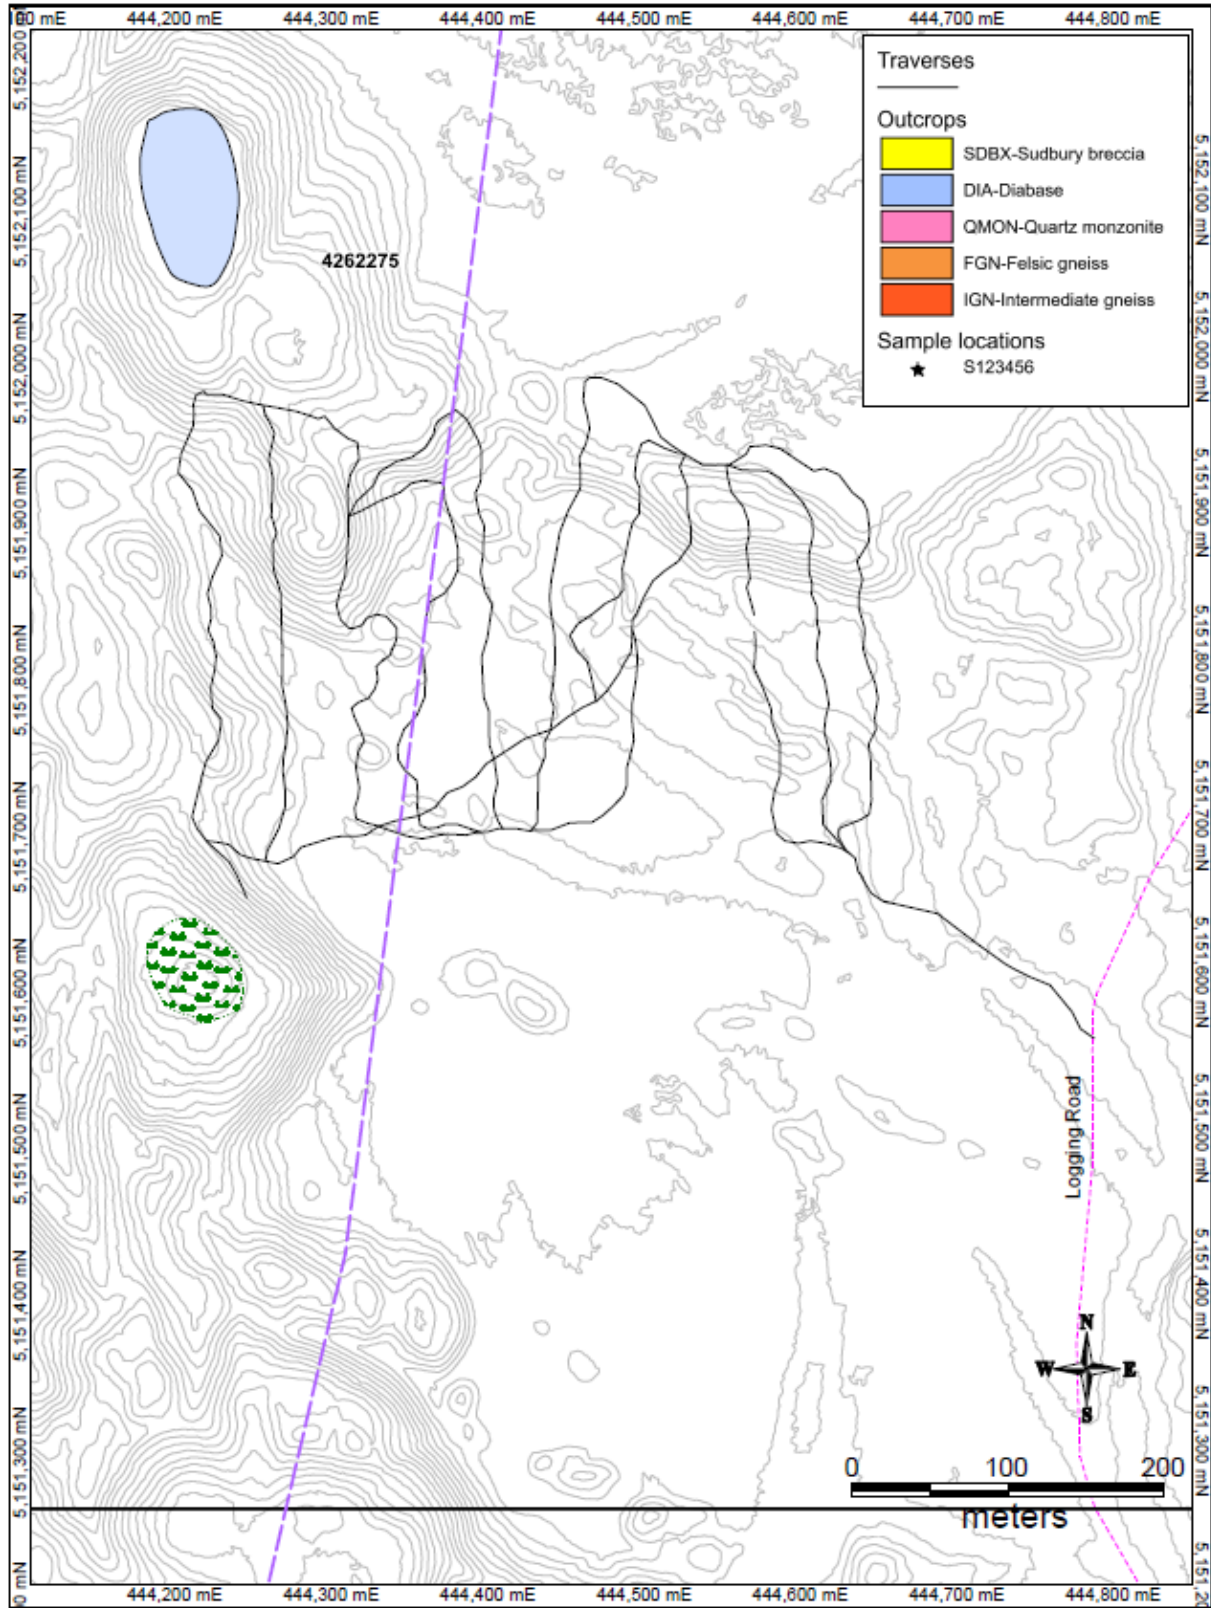 00 mE 444,200 mE 444,300 mE 444,400 mE 444,500 mE 444,600 mE 444,700 mE 444,800 mE
5,152,200 m
5,152,100 mN
5,152,000 mN
5,151,900 mN
5,151,800 mN
5,151,700 mN
5,151,600 mN
5,151,500 mN
5,151,400 mN
5,151,300 mN
00 mN
Traverses
Outcrops
SDBX-Sudbury breccia
DIA-Diabase
QMON-Quartz monzonite
FGN-Felsic gneiss
IGN-Intermediate gneiss
Sample locations
S123456
4262275
5,152,100 mN
5,152,000 mN
5,151,900 mN
5,151,800 mN
5,151,700 mN
5,151,600 mN
5,151,500 mN
5,151,400 mN
5,151,300 mN
5,151,20
Logging Road
N
W E
S
0 100 200
meters
444,200 mE 444,300 mE 444,400 mE 444,500 mE 444,600 mE 444,700 mE 444,800 mE